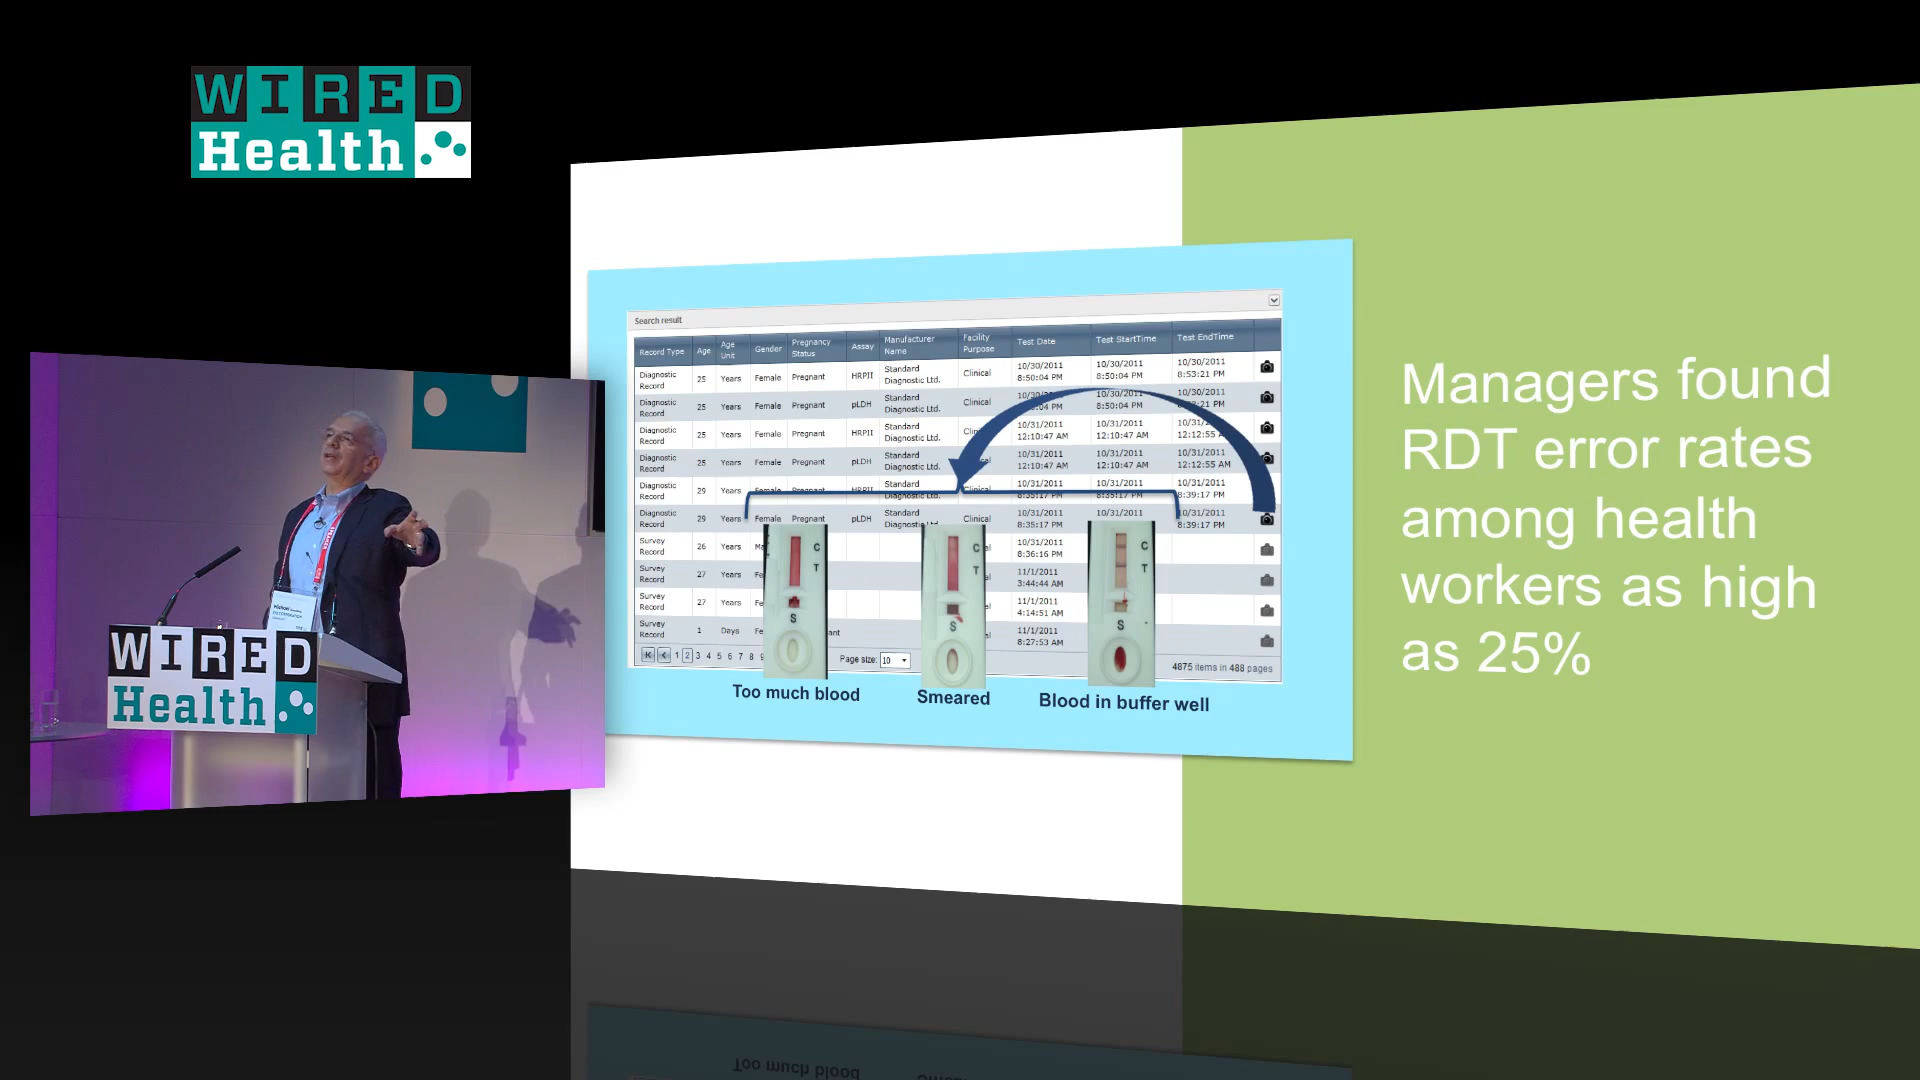 WIRED
Health
Managers found
RDT error rates
among health
workers as high
as 25%
Search result
Record Type Age Age Unit Gender Pregnancy Status Assay Manufacturer Name Facility Purpose Test Date Test StartTime Test EndTime
Diagnostic Record 25 Years Female Pregnant HRPII Standard Diagnostic Ltd. Clinical 10/30/2011 8:50:04 PM 10/30/2011 8:50:04 PM 10/30/2011 8:53:21 PM
Diagnostic Record 25 Years Female Pregnant pLDH Standard Diagnostic Ltd. Clinical 10/30/2011 8:50:04 PM 10/30/2011
Diagnostic Record 25 Years Female Pregnant HRPII Standard Diagnostic Ltd. 10/31/2011 12:10:47 AM 10/31/2011 12:10:47 AM 12:12:55
Diagnostic Record 25 Years Female Pregnant pLDH Standard Diagnostic Ltd. 10/31/2011 12:10:47 AM 10/31/2011 12:10:47 AM 10/31/2011 12:12:55 AM
Diagnostic Record 29 Years Female Pregnant HRPII Standard Diagnostic Ltd. Clinical 10/31/2011 8:35:17 PM 10/31/2011 8:35:17 PM 10/31/2011 8:39:17 PM
Diagnostic Record 29 Years Female Pregnant pLDH Standard Diagnostic Ltd. Clinical 10/31/2011 8:35:17 PM 10/31/2011 8:35:17 PM 10/31/2011 8:39:17 PM
Survey Record 26 Years 8:36:16 PM
Survey Record 27 Years 11/1/2011 3:44:44 AM
Survey Record 27 Years 11/1/2011 4:14:51 AM
Survey Record 1 Days 11/1/2011 8:27:53 AM
1 2 3 4 5 6 7 8 Page size: 10 4875 items in 488 pages
C T S
C T S
C T S
Too much blood Smeared Blood in buffer well
WIRED
Health
Too much blood